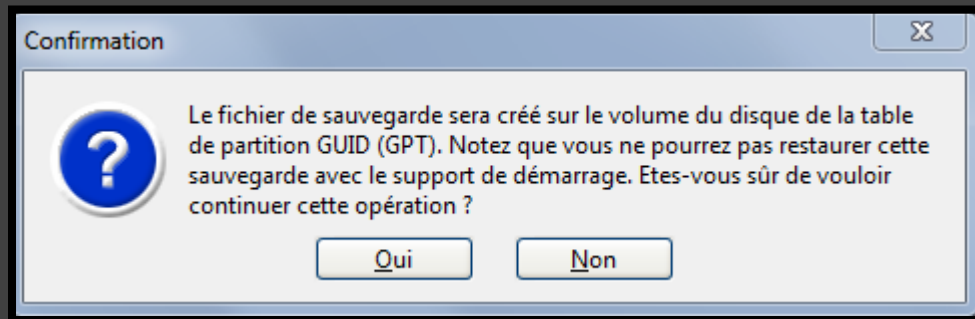 Confirmation
Le fichier de sauvegarde sera créé sur le volume du disque de la table
de partition GUID (GPT). Notez que vous ne pourrez pas restaurer cette
sauvegarde avec le support de démarrage. Etes-vous sûr de vouloir
continuer cette opération ?
Oui
Non